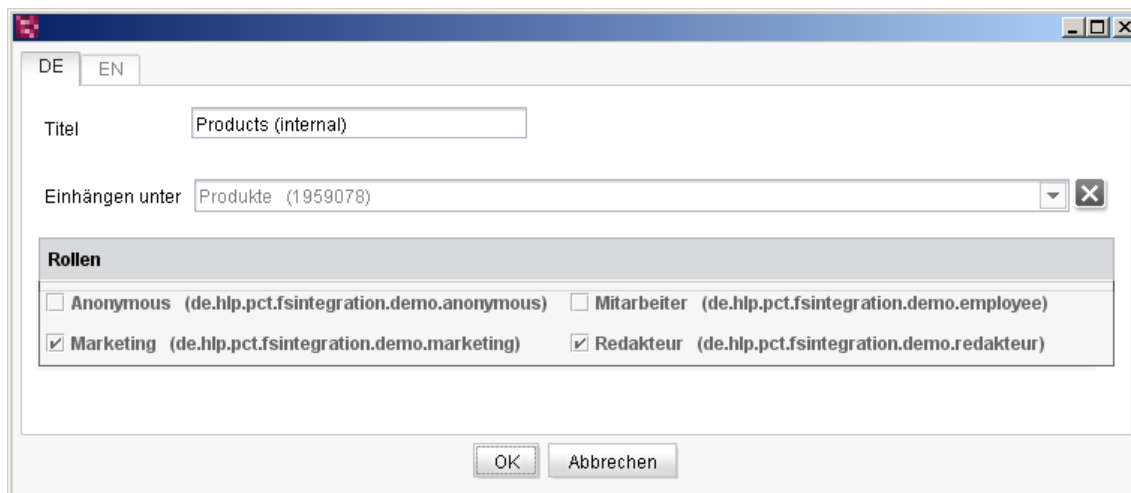 DE EN
Titel Products (internal)
Einhängen unter Produkte (1959078)
Rollen
Anonymous (de.hlp.pct.fsintegration.demo.anonymous) Mitarbeiter (de.hlp.pct.fsintegration.demo.employee)
Marketing (de.hlp.pct.fsintegration.demo.marketing) Redakteur (de.hlp.pct.fsintegration.demo.redakteur)
OK Abbrechen